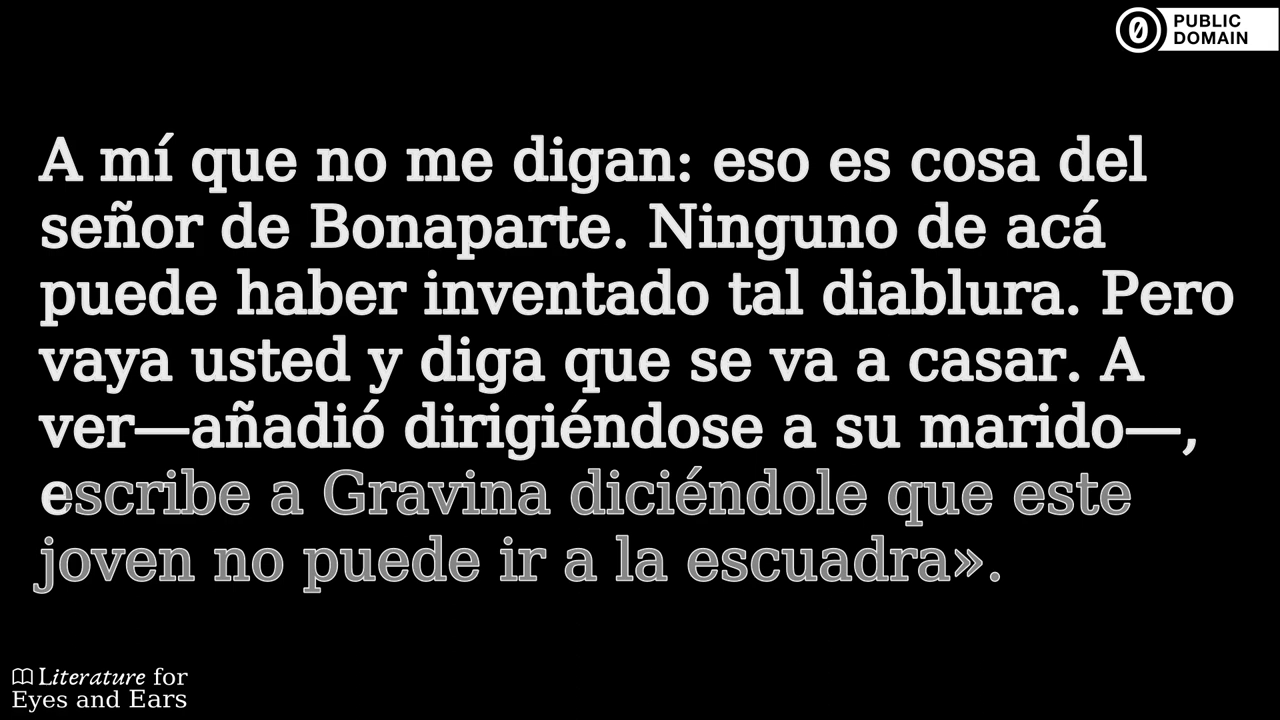 PUBLIC
DOMAIN
A mí que no me digan: eso es cosa del
señor de Bonaparte. Ninguno de acá
puede haber inventado tal diablura. Pero
vaya usted y diga que se va a casar. A
ver—añadió dirigiéndose a su marido—,
escribe a Gravina diciéndole que este
joven no puede ir a la escuadra».
Literature for
Eyes and Ears